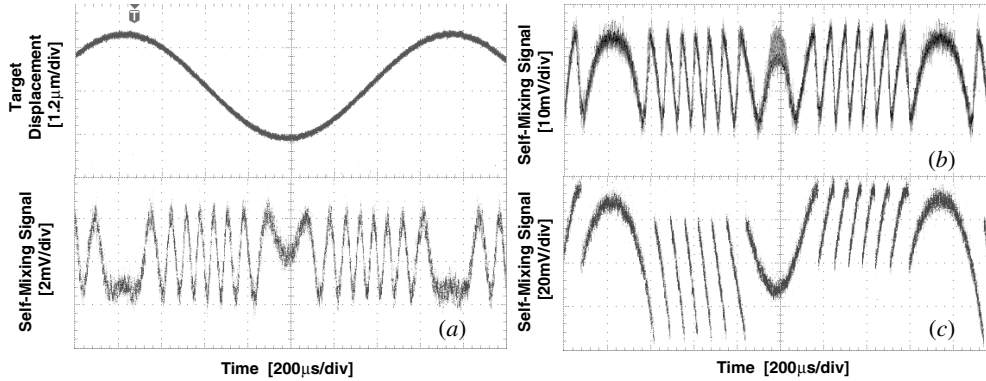 T
Target
Displacement
[1.2μm/div]
Self-Mixing Signal
[2mV/div]
(a)
Time [200μs/div]
Self-Mixing Signal
[10mV/div]
(b)
Self-Mixing Signal
[20mV/div]
(c)
Time [200μs/div]